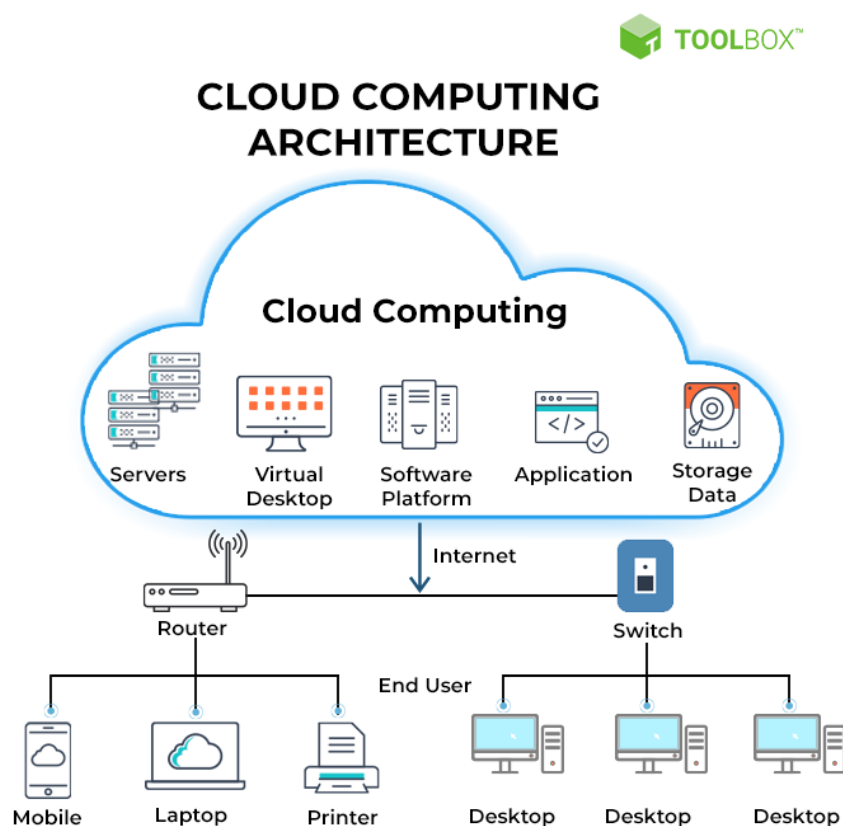 TOOLBOX™
CLOUD COMPUTING
ARCHITECTURE
Cloud Computing
Servers
Virtual
Desktop
Software
Platform
</>
Application
Storage
Data
Internet
Router
Switch
End User
Mobile
Laptop
Printer
Desktop
Desktop
Desktop